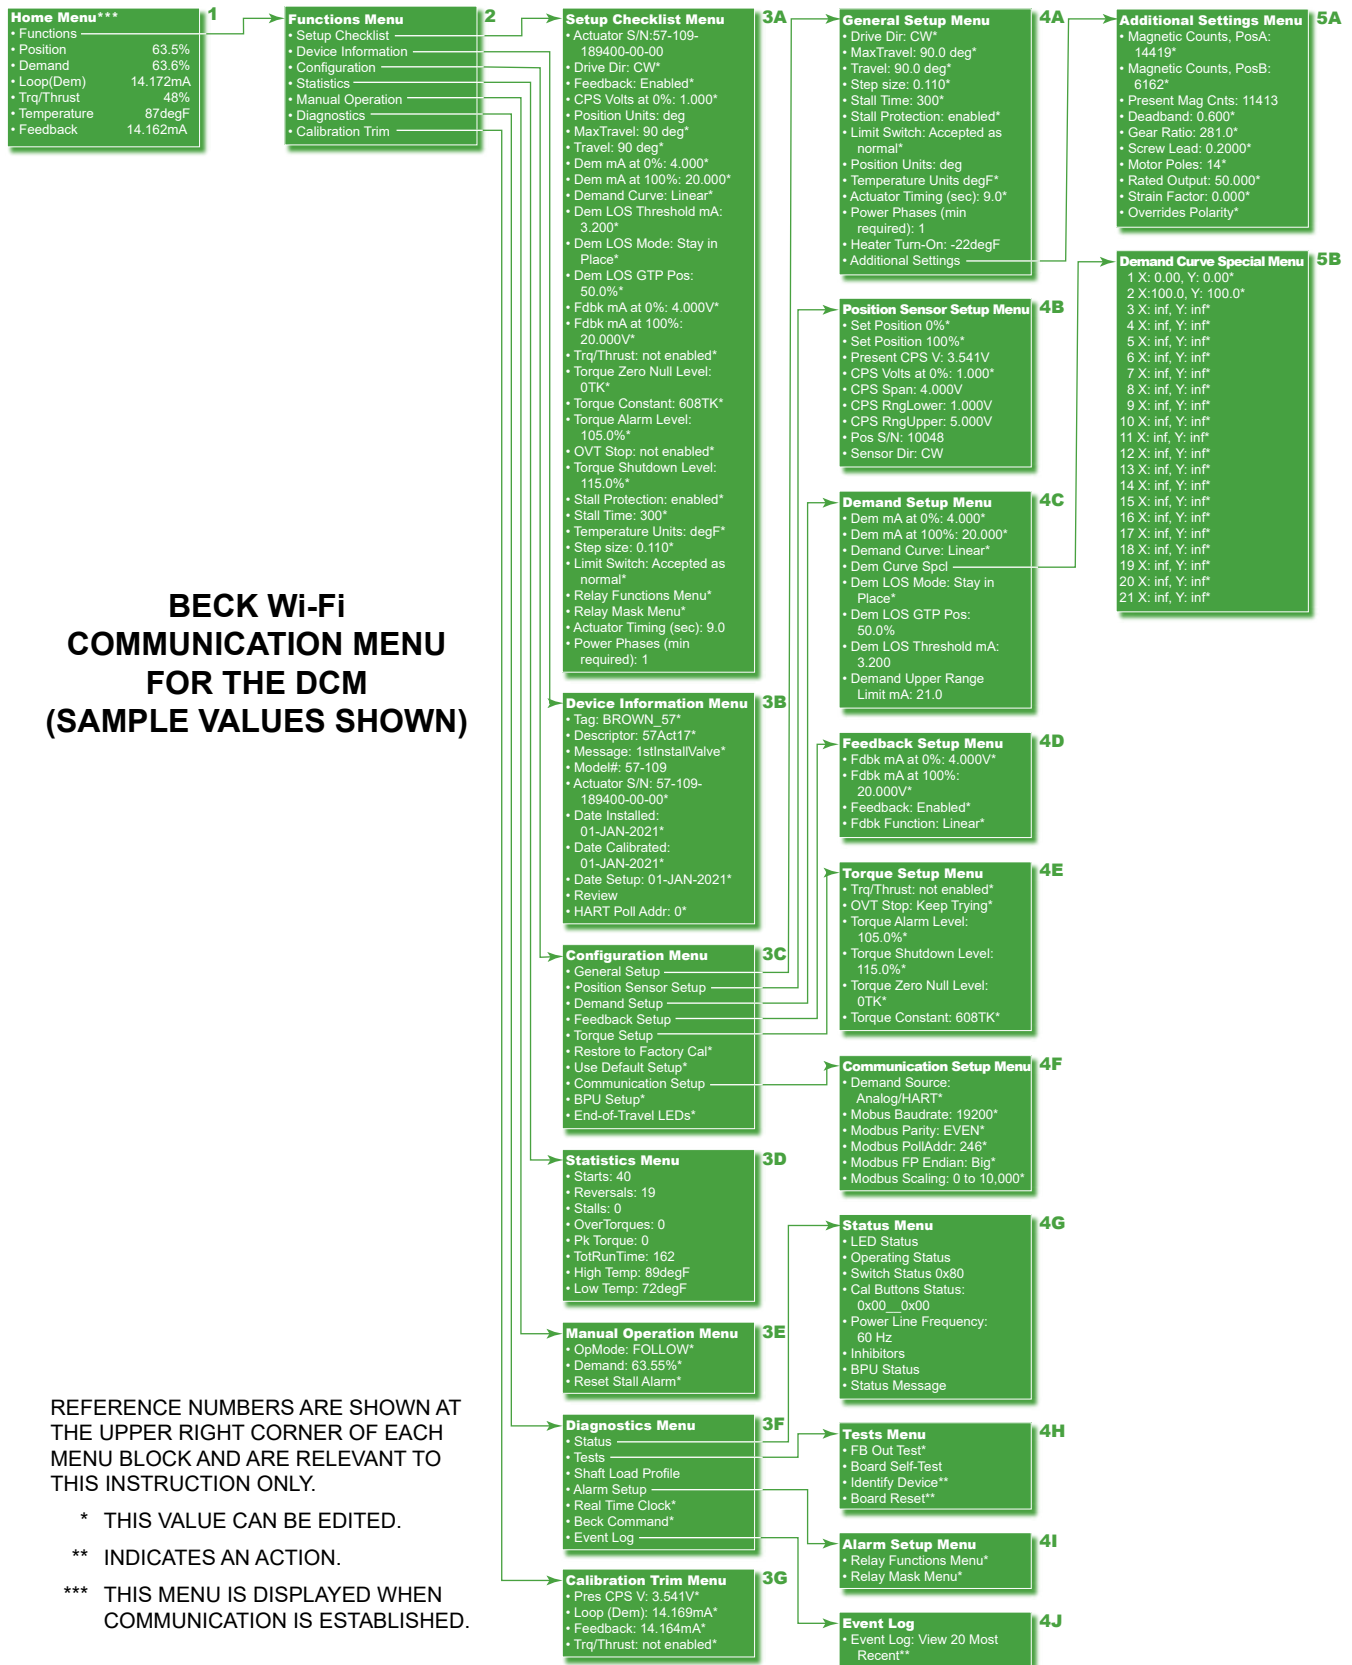 Home Menu***
1
• Functions
• Position 63.5%
• Demand 63.6%
• Loop(Dem) 14.172mA
• Trq/Thrust 48%
• Temperature 87degF
• Feedback 14.162mA
Functions Menu
2
• Setup Checklist
• Device Information
• Configuration
• Statistics
• Manual Operation
• Diagnostics
• Calibration Trim
Setup Checklist Menu
3A
• Actuator S/N:57-109-
189400-00-00
• Drive Dir: CW*
• Feedback: Enabled*
• CPS Volts at 0%: 1.000*
• Position Units: deg
• MaxTravel: 90 deg*
• Travel: 90 deg*
• Dem mA at 0%: 4.000*
• Dem mA at 100%: 20.000*
• Demand Curve: Linear*
• Dem LOS Threshold mA:
3.200*
• Dem LOS Mode: Stay in
Place*
• Dem LOS GTP Pos:
50.0%*
• Fdbk mA at 0%: 4.000V*
• Fdbk mA at 100%:
20.000V*
• Trq/Thrust: not enabled*
• Torque Zero Null Level:
0TK*
• Torque Constant: 608TK*
• Torque Alarm Level:
105.0%*
• OVT Stop: not enabled*
• Torque Shutdown Level:
115.0%*
• Stall Protection: enabled*
• Stall Time: 300*
• Temperature Units: degF*
• Step size: 0.110*
• Limit Switch: Accepted as
normal*
• Relay Functions Menu*
• Relay Mask Menu*
• Actuator Timing (sec): 9.0
• Power Phases (min
required): 1
Device Information Menu
3B
• Tag: BROWN_57*
• Descriptor: 57Act17*
• Message: 1stInstallValve*
• Model#: 57-109
• Actuator S/N: 57-109-
189400-00-00*
• Date Installed:
01-JAN-2021*
• Date Calibrated:
01-JAN-2021*
• Date Setup: 01-JAN-2021*
• Review
• HART Poll Addr: 0*
Configuration Menu
3C
• General Setup
• Position Sensor Setup
• Demand Setup
• Feedback Setup
• Torque Setup
• Restore to Factory Cal*
• Use Default Setup*
• Communication Setup
• BPU Setup*
• End-of-Travel LEDs*
Statistics Menu
3D
• Starts: 40
• Reversals: 19
• Stalls: 0
• OverTorques: 0
• Pk Torque: 0
• TotRunTime: 162
• High Temp: 89degF
• Low Temp: 72degF
Manual Operation Menu
3E
• OpMode: FOLLOW*
• Demand: 63.55%*
• Reset Stall Alarm*
Diagnostics Menu
3F
• Status
• Tests
• Shaft Load Profile
• Alarm Setup
• Real Time Clock*
• Beck Command*
• Event Log
Calibration Trim Menu
3G
• Pres CPS V: 3.541V*
• Loop (Dem): 14.169mA*
• Feedback: 14.164mA*
• Trq/Thrust: not enabled*
General Setup Menu
4A
• Drive Dir: CW*
• MaxTravel: 90.0 deg*
• Travel: 90.0 deg*
• Step size: 0.110*
• Stall Time: 300*
• Stall Protection: enabled*
• Limit Switch: Accepted as
normal*
• Position Units: deg
• Temperature Units degF*
• Actuator Timing (sec): 9.0*
• Power Phases (min
required): 1
• Heater Turn-On: -22degF
• Additional Settings
Position Sensor Setup Menu
4B
• Set Position 0%*
• Set Position 100%*
• Present CPS V: 3.541V
• CPS Volts at 0%: 1.000*
• CPS Span: 4.000V
• CPS RngLower: 1.000V
• CPS RngUpper: 5.000V
• Pos S/N: 10048
• Sensor Dir: CW
Demand Setup Menu
4C
• Dem mA at 0%: 4.000*
• Dem mA at 100%: 20.000*
• Demand Curve: Linear*
• Dem Curve Spcl
• Dem LOS Mode: Stay in
Place*
• Dem LOS GTP Pos:
50.0%
• Dem LOS Threshold mA:
3.200
• Demand Upper Range
Limit mA: 21.0
Feedback Setup Menu
4D
• Fdbk mA at 0%: 4.000V*
• Fdbk mA at 100%:
20.000V*
• Feedback: Enabled*
• Fdbk Function: Linear*
Torque Setup Menu
4E
• Trq/Thrust: not enabled*
• OVT Stop: Keep Trying*
• Torque Alarm Level:
105.0%*
• Torque Shutdown Level:
115.0%*
• Torque Zero Null Level:
0TK*
• Torque Constant: 608TK*
Communication Setup Menu
4F
• Demand Source:
Analog/HART*
• Mobus Baudrate: 19200*
• Modbus Parity: EVEN*
• Modbus PollAddr: 246*
• Modbus FP Endian: Big*
• Modbus Scaling: 0 to 10,000*
Status Menu
4G
• LED Status
• Operating Status
• Switch Status 0x80
• Cal Buttons Status:
0x00__0x00
• Power Line Frequency:
60 Hz
• Inhibitors
• BPU Status
• Status Message
Tests Menu
4H
• FB Out Test*
• Board Self-Test
• Identify Device**
• Board Reset**
Alarm Setup Menu
4I
• Relay Functions Menu*
• Relay Mask Menu*
Event Log
4J
• Event Log: View 20 Most
Recent**
Additional Settings Menu
5A
• Magnetic Counts, PosA:
14419*
• Magnetic Counts, PosB:
6162*
• Present Mag Cnts: 11413
• Deadband: 0.600*
• Gear Ratio: 281.0*
• Screw Lead: 0.2000*
• Motor Poles: 14*
• Rated Output: 50.000*
• Strain Factor: 0.000*
• Overrides Polarity*
Demand Curve Special Menu
5B
1 X: 0.00, Y: 0.00*
2 X:100.0, Y: 100.0*
3 X: inf, Y: inf*
4 X: inf, Y: inf*
5 X: inf, Y: inf*
6 X: inf, Y: inf*
7 X: inf, Y: inf*
8 X: inf, Y: inf*
9 X: inf, Y: inf*
10 X: inf, Y: inf*
11 X: inf, Y: inf*
12 X: inf, Y: inf*
13 X: inf, Y: inf*
14 X: inf, Y: inf*
15 X: inf, Y: inf*
16 X: inf, Y: inf*
17 X: inf, Y: inf*
18 X: inf, Y: inf*
19 X: inf, Y: inf*
20 X: inf, Y: inf*
21 X: inf, Y: inf*
BECK Wi-Fi
COMMUNICATION MENU
FOR THE DCM
(SAMPLE VALUES SHOWN)
REFERENCE NUMBERS ARE SHOWN AT
THE UPPER RIGHT CORNER OF EACH
MENU BLOCK AND ARE RELEVANT TO
THIS INSTRUCTION ONLY.
* THIS VALUE CAN BE EDITED.
** INDICATES AN ACTION.
*** THIS MENU IS DISPLAYED WHEN
COMMUNICATION IS ESTABLISHED.